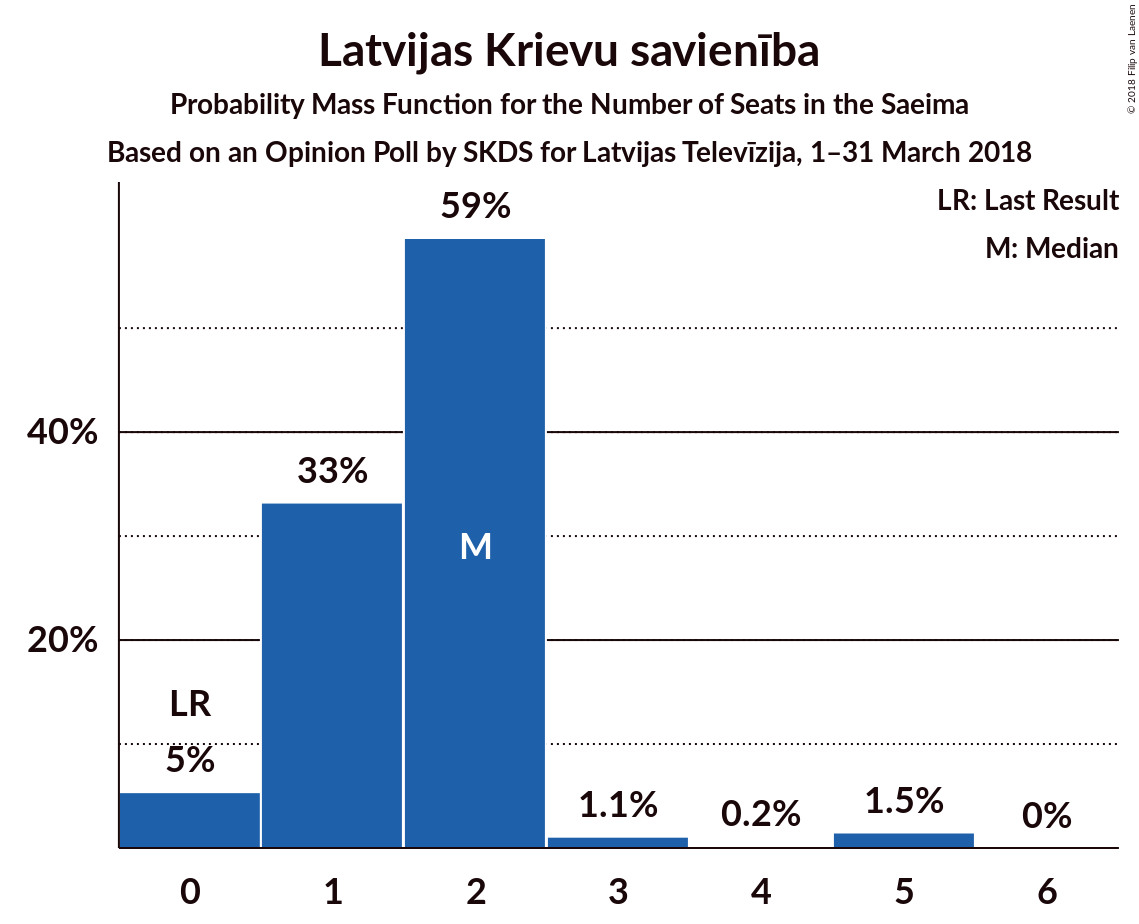 Latvijas Krievu savienība
Probability Mass Function for the Number of Seats in the Saeima
Based on an Opinion Poll by SKDS for Latvijas Televīzija, 1–31 March 2018
© 2018 Filip van Laenen
LR: Last Result
M: Median
59%
40%
33%
M
20%
LR
5%
1.1%
0.2%
1.5%
0%
0 1 2 3 4 5 6